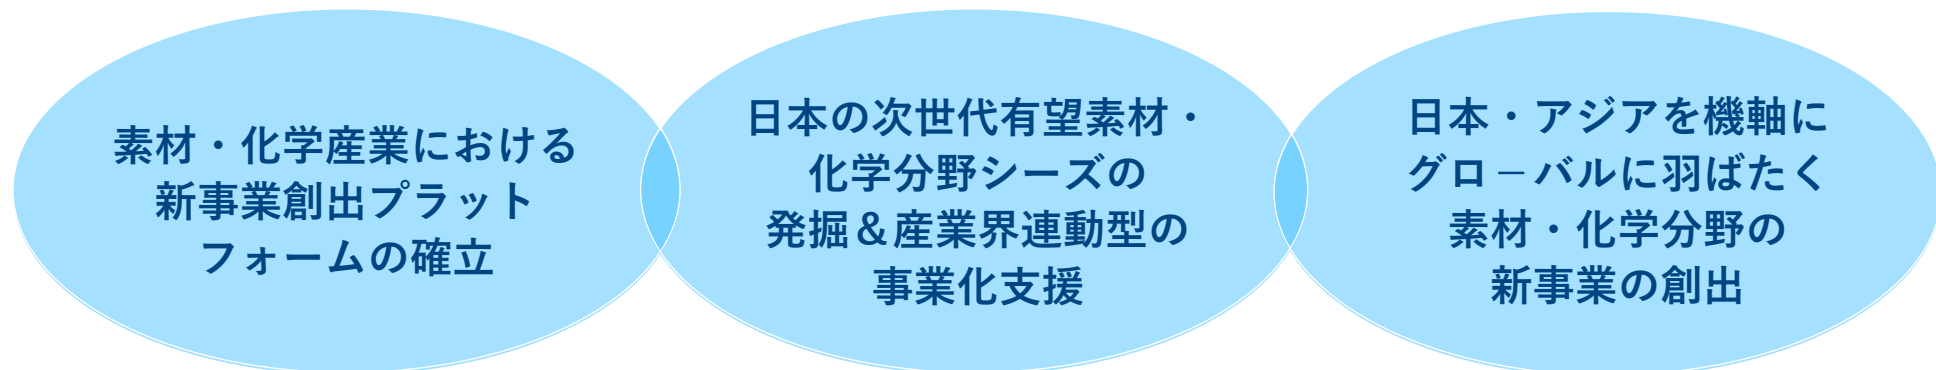 素材・化学産業における
新事業創出プラット
フォームの確立
日本の次世代有望素材・
化学分野シーズの
発掘＆産業界連動型の
事業化支援
日本・アジアを機軸に
グロ－バルに羽ばたく
素材・化学分野の
新事業の創出